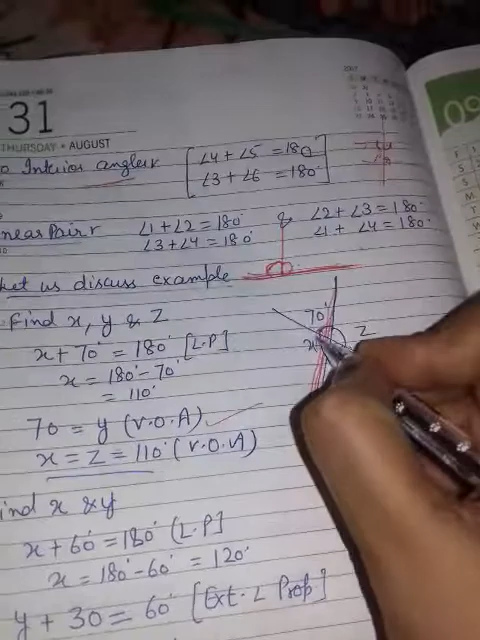 31
THURSDAY • AUGUST
Interior angles
∠4 + ∠5 = 180°
∠3 + ∠6 = 180°
Pair
∠1 + ∠2 = 180° & ∠2 + ∠3 = 180°
∠3 + ∠4 = 180° ∠1 + ∠4 = 180°
Let us discuss example
Find x, y & z
70°
z
x
x + 70° = 180° [L.P]
x = 180° - 70°
= 110°
70 = y (V.O.A)
x = z = 110° (V.O.A)
ind x & y
x + 60° = 180° (L.P]
x = 180° - 60° = 120°
y + 30 = 60° [Ext. ∠ Prop]
09